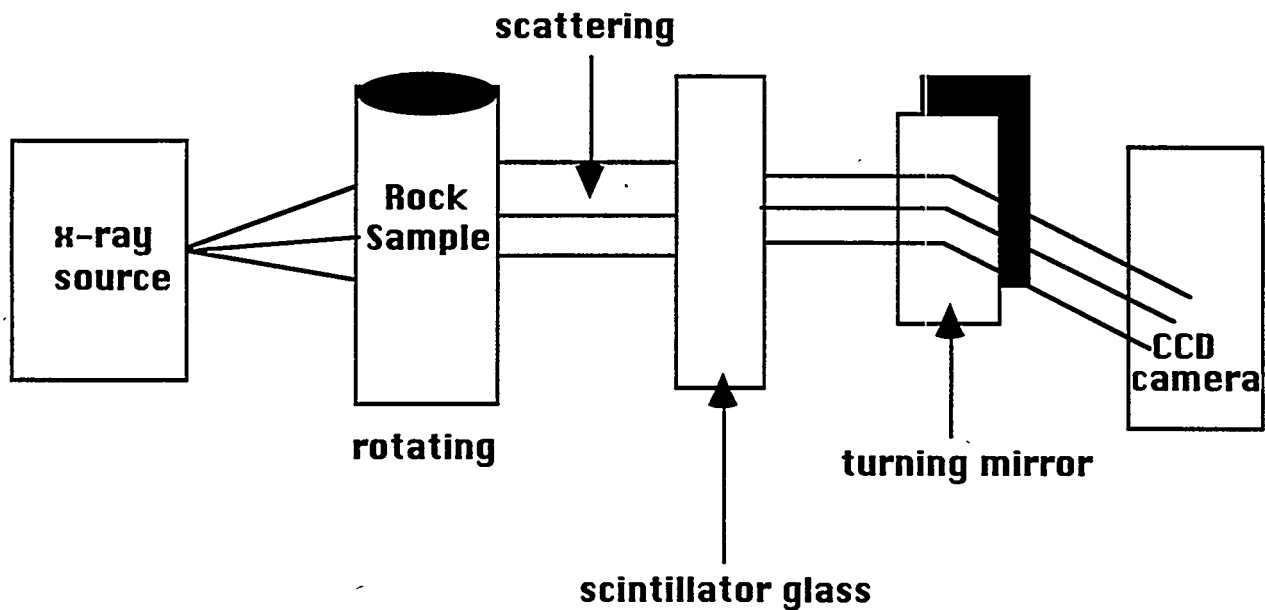 scattering
x-ray
source
Rock
Sample
rotating
CCD
camera
turning mirror
scintillator glass